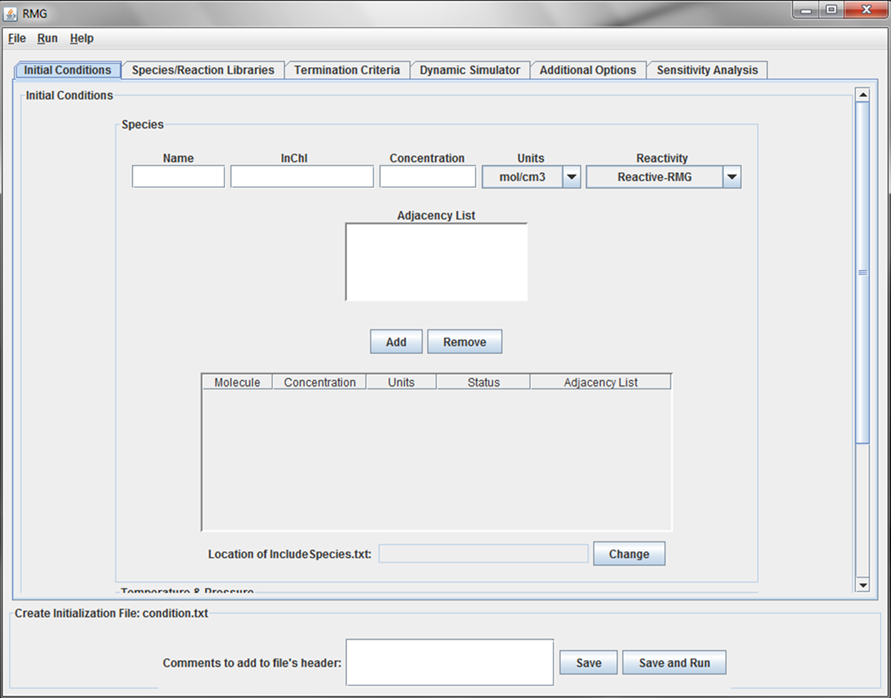 RMG
File Run Help
Initial Conditions Species/Reaction Libraries Termination Criteria Dynamic Simulator Additional Options Sensitivity Analysis
Initial Conditions
Species
Name InChI Concentration Units Reactivity
mol/cm3 Reactive-RMG
Adjacency List
Add Remove
Molecule Concentration Units Status Adjacency List
Location of IncludeSpecies.txt: Change
Temperature & Pressure
Create Initialization File: condition.txt
Comments to add to file's header: Save Save and Run